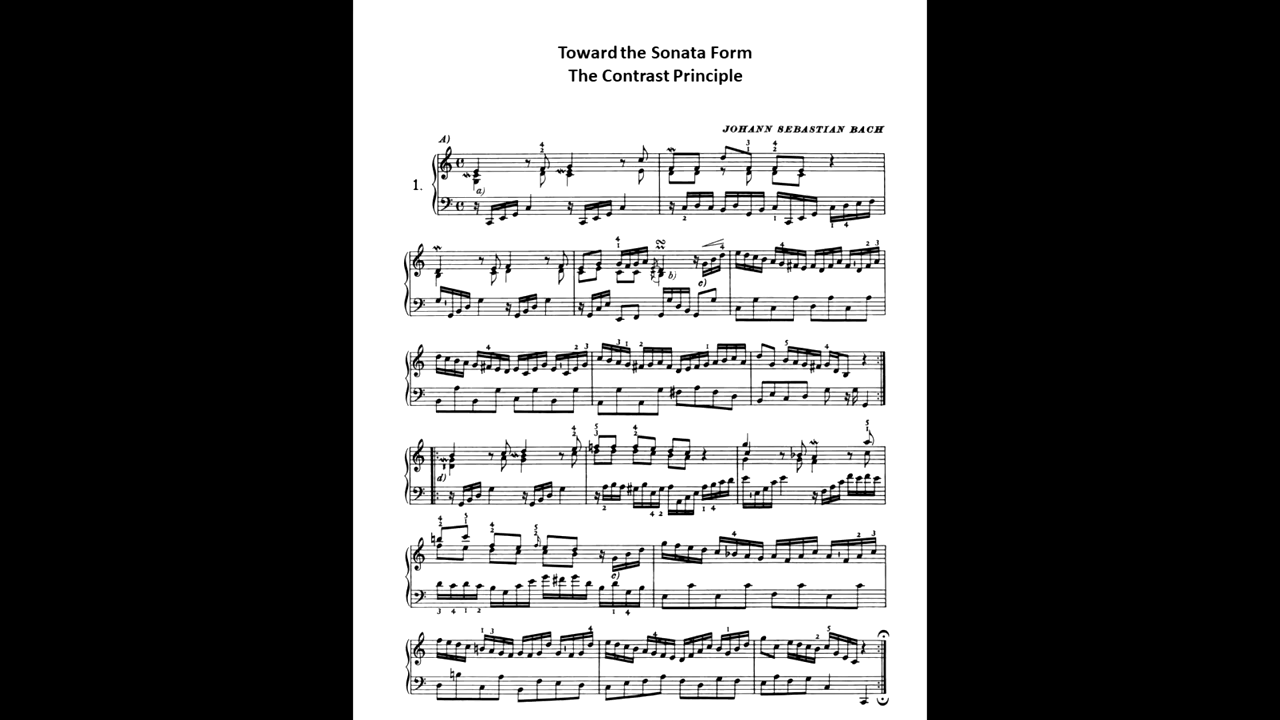 Toward the Sonata Form
The Contrast Principle
JOHANN SEBASTIAN BACH
A)
1.
a)
b)
c)
d)
e)